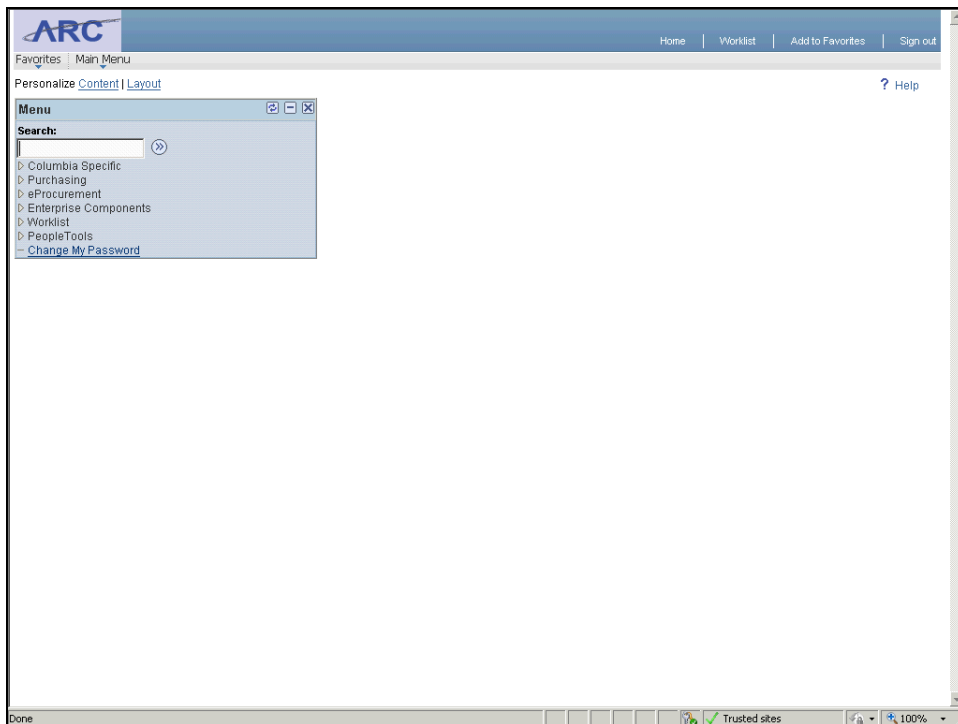 ARC
Home | Worklist | Add to Favorites | Sign out
Favorites Main Menu
Personalize Content | Layout
? Help
Menu
Search:
Columbia Specific
Purchasing
eProcurement
Enterprise Components
Worklist
PeopleTools
Change My Password
Done Trusted sites 100%